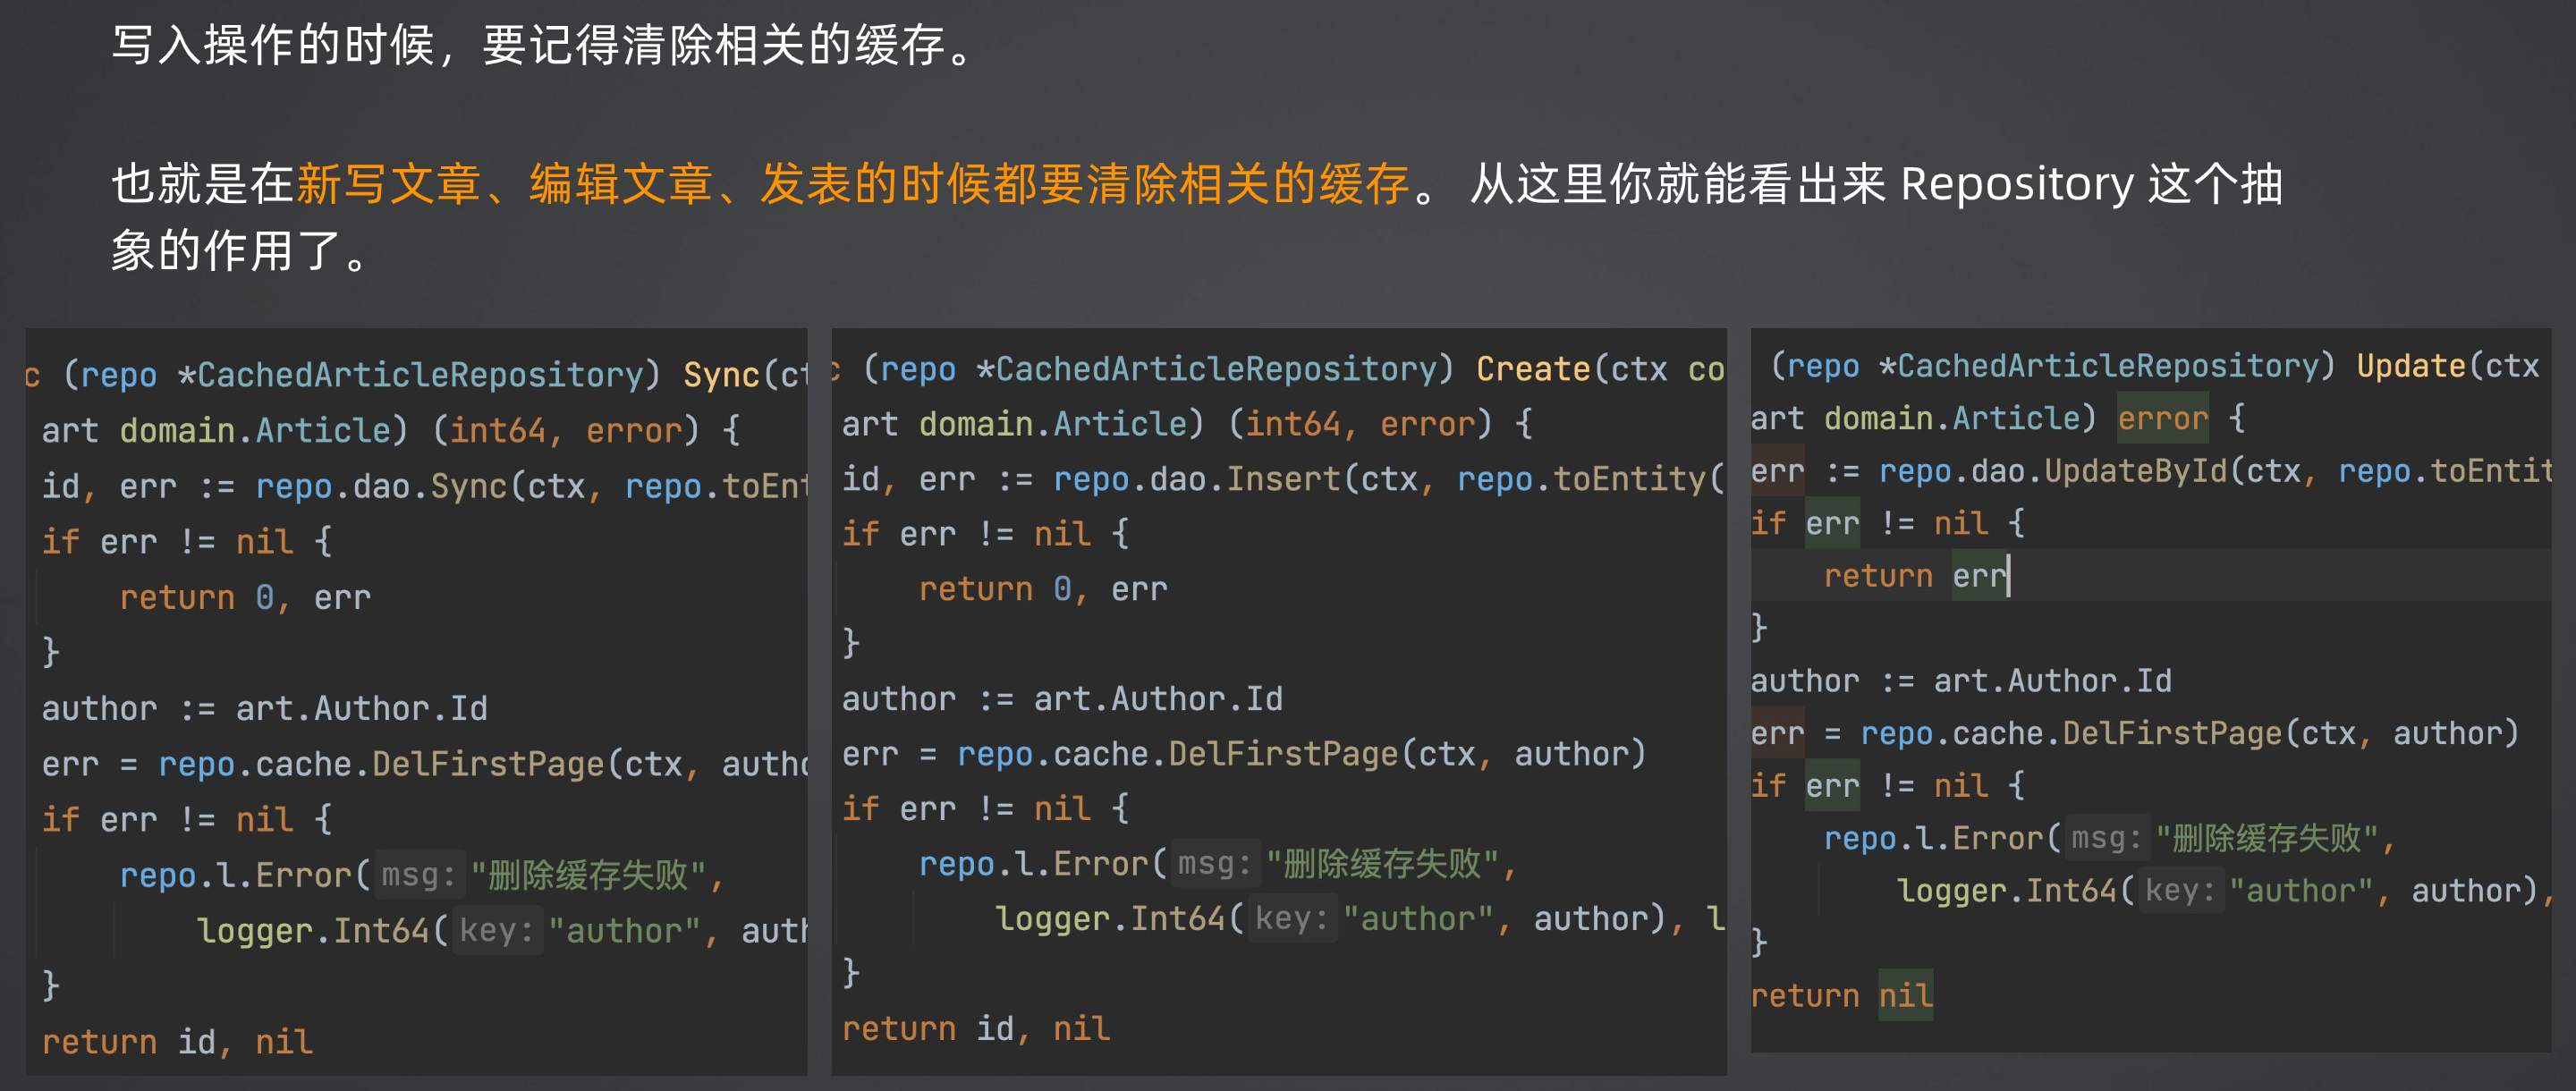 写入操作的时候，要记得清除相关的缓存。
也就是在新写文章、编辑文章、发表的时候都要清除相关的缓存。 从这里你就能看出来 Repository 这个抽
象的作用了。
c (repo *CachedArticleRepository) Sync(ct
art domain.Article) (int64, error) {
id, err := repo.dao.Sync(ctx, repo.toEnt
if err != nil {
return 0, err
}
author := art.Author.Id
err = repo.cache.DelFirstPage(ctx, autho
if err != nil {
repo.l.Error(msg: "删除缓存失败",
logger.Int64(key: "author", auth
}
return id, nil
c (repo *CachedArticleRepository) Create(ctx co
art domain.Article) (int64, error) {
id, err := repo.dao.Insert(ctx, repo.toEntity(
if err != nil {
return 0, err
}
author := art.Author.Id
err = repo.cache.DelFirstPage(ctx, author)
if err != nil {
repo.l.Error(msg: "删除缓存失败",
logger.Int64(key: "author", author), l
}
return id, nil
(repo *CachedArticleRepository) Update(ctx
art domain.Article) error {
err := repo.dao.UpdateById(ctx, repo.toEntit
if err != nil {
return err
}
author := art.Author.Id
err = repo.cache.DelFirstPage(ctx, author)
if err != nil {
repo.l.Error(msg: "删除缓存失败",
logger.Int64(key: "author", author),
}
return nil